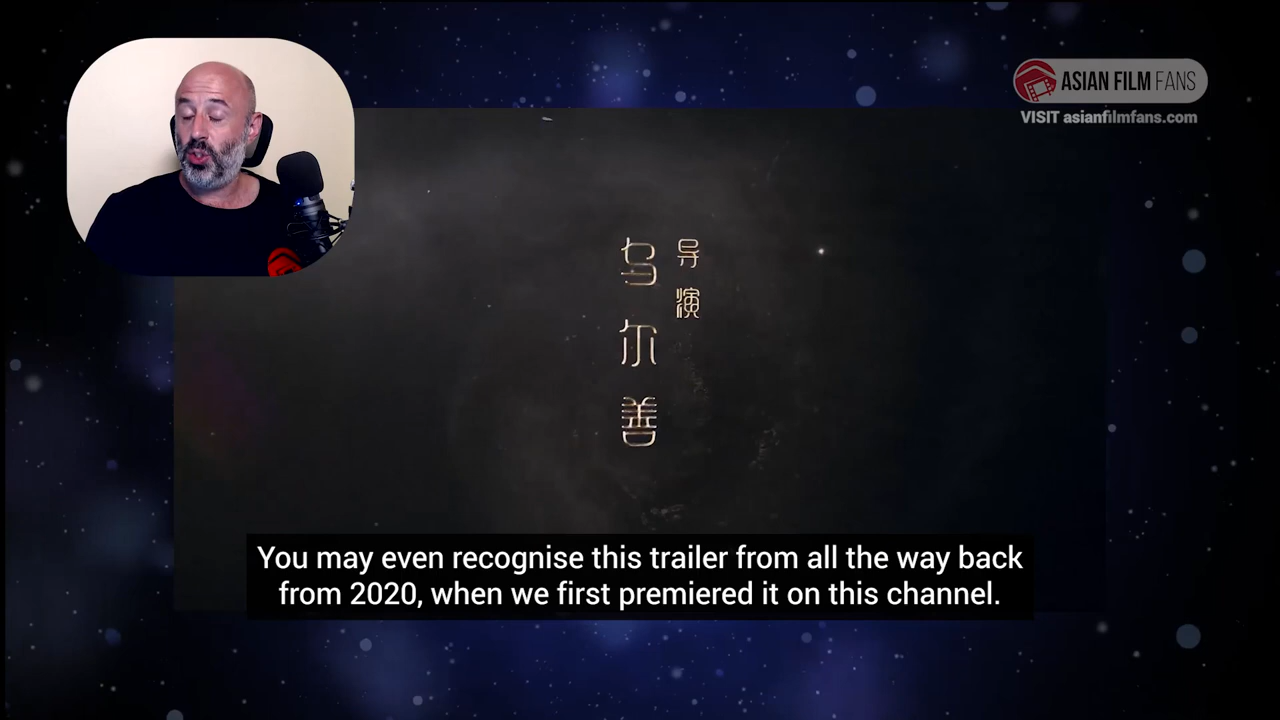 ASIAN FILM FANS
VISIT asianfilmfans.com
导演
乌尔善
You may even recognise this trailer from all the way back
from 2020, when we first premiered it on this channel.